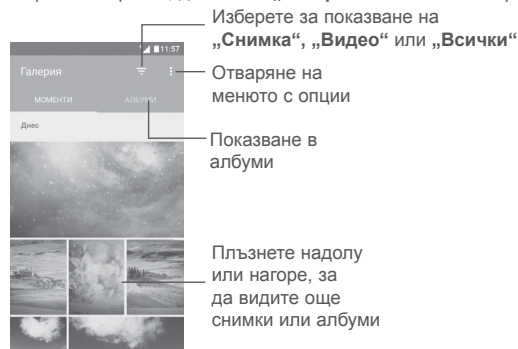 Изберете за показване на
„Снимка“, „Видео“ или „Всички“
11:57
Галерия
Отваряне на
менюто с опции
МОМЕНТИ
АЛБУМИ
Днес
Показване в
албуми
Плъзнете надолу
или нагоре, за
да видите още
снимки или албуми